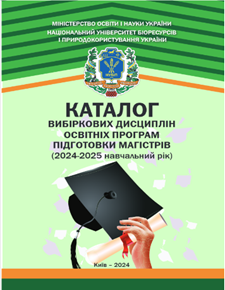 МІНІСТЕРСТВО ОСВІТИ І НАУКИ УКРАЇНИ
НАЦІОНАЛЬНИЙ УНІВЕРСИТЕТ БІОРЕСУРСІВ
І ПРИРОДОКОРИСТУВАННЯ УКРАЇНИ
КАТАЛОГ
ВИБІРКОВИХ ДИСЦИПЛІН
ОСВІТНІХ ПРОГРАМ
ПІДГОТОВКИ МАГІСТРІВ
(2024-2025 навчальний рік)
Київ – 2024